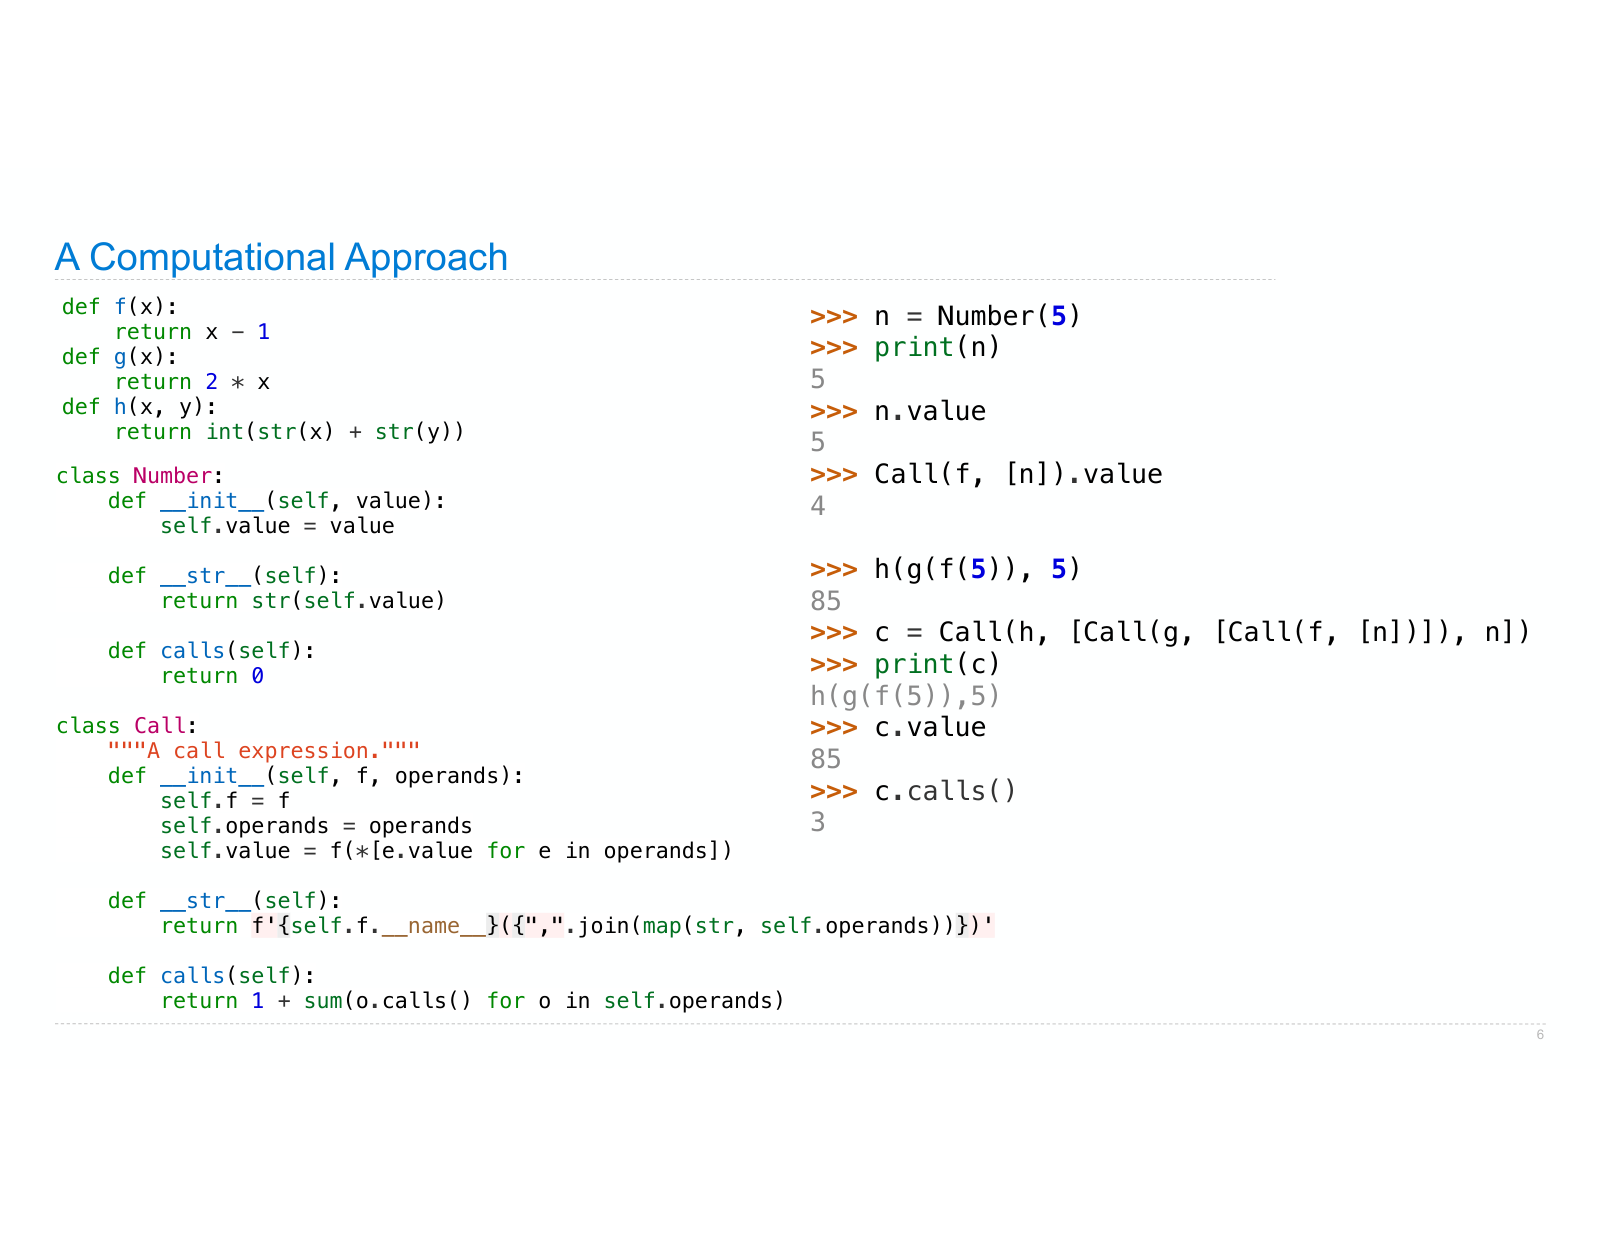 A Computational Approach
def f(x):
    return x − 1
def g(x):
    return 2 * x
def h(x, y):
    return int(str(x) + str(y))
class Number:
    def __init__(self, value):
        self.value = value
    def __str__(self):
        return str(self.value)
    def calls(self):
        return 0
class Call:
    """A call expression."""
    def __init__(self, f, operands):
        self.f = f
        self.operands = operands
        self.value = f(*[e.value for e in operands])
    def __str__(self):
        return f'{self.f.__name__}({",".join(map(str, self.operands))})'
    def calls(self):
        return 1 + sum(o.calls() for o in self.operands)
>>> n = Number(5)
>>> print(n)
5
>>> n.value
5
>>> Call(f, [n]).value
4
>>> h(g(f(5)), 5)
85
>>> c = Call(h, [Call(g, [Call(f, [n])]), n])
>>> print(c)
h(g(f(5)),5)
>>> c.value
85
>>> c.calls()
3
6